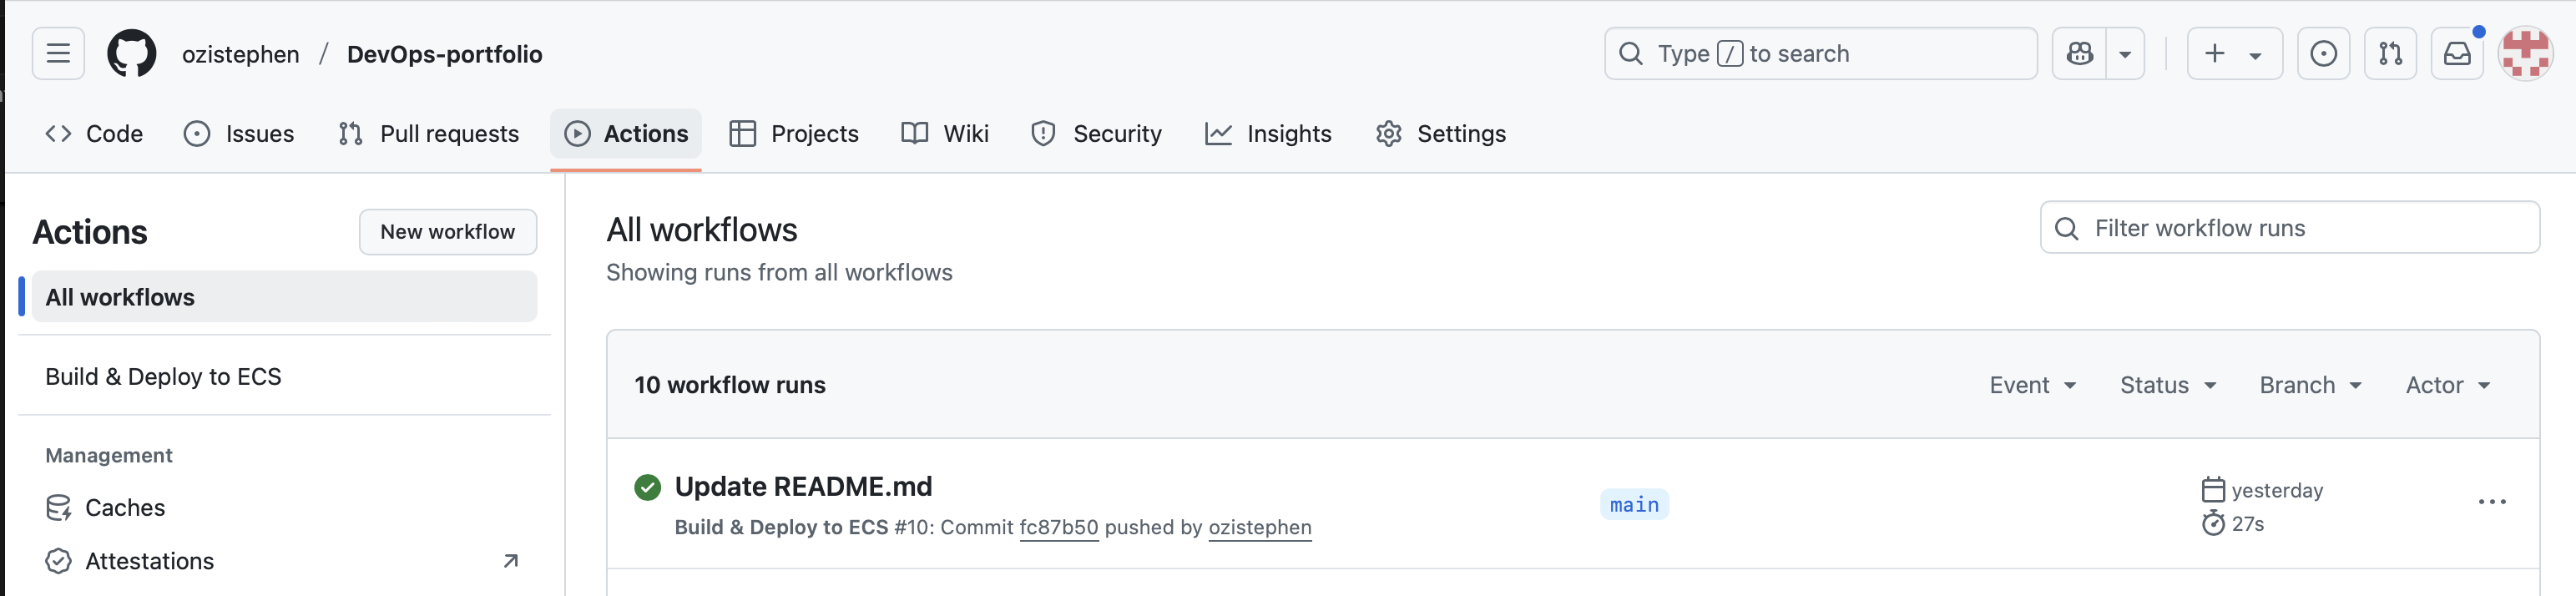 ozistephen / DevOps-portfolio
Type / to search
Code Issues Pull requests Actions Projects Wiki Security Insights Settings
Actions
New workflow
All workflows
Build & Deploy to ECS
Management
Caches
Attestations
All workflows
Showing runs from all workflows
Filter workflow runs
10 workflow runs
Event Status Branch Actor
Update README.md
Build & Deploy to ECS #10: Commit fc87b50 pushed by ozistephen
main
yesterday
27s